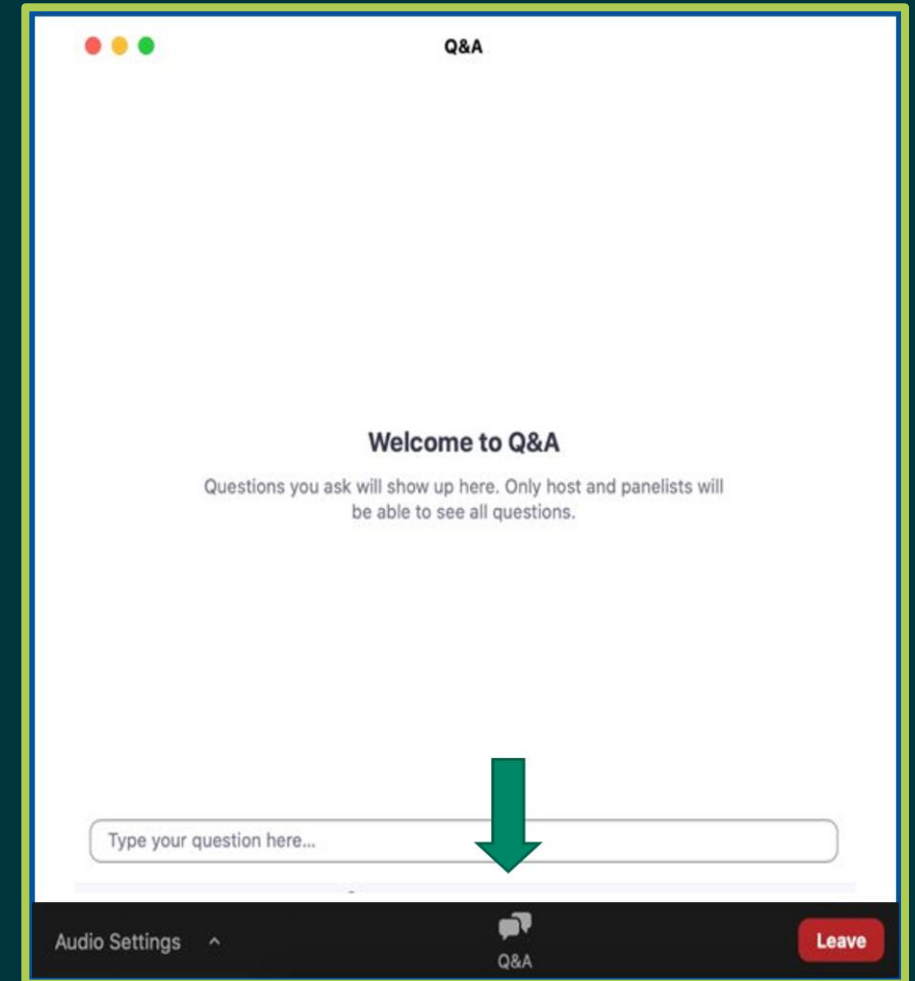 Q&A
Welcome to Q&A
Questions you ask will show up here. Only host and panelists will
be able to see all questions.
Type your question here...
Audio Settings
Q&A
Leave